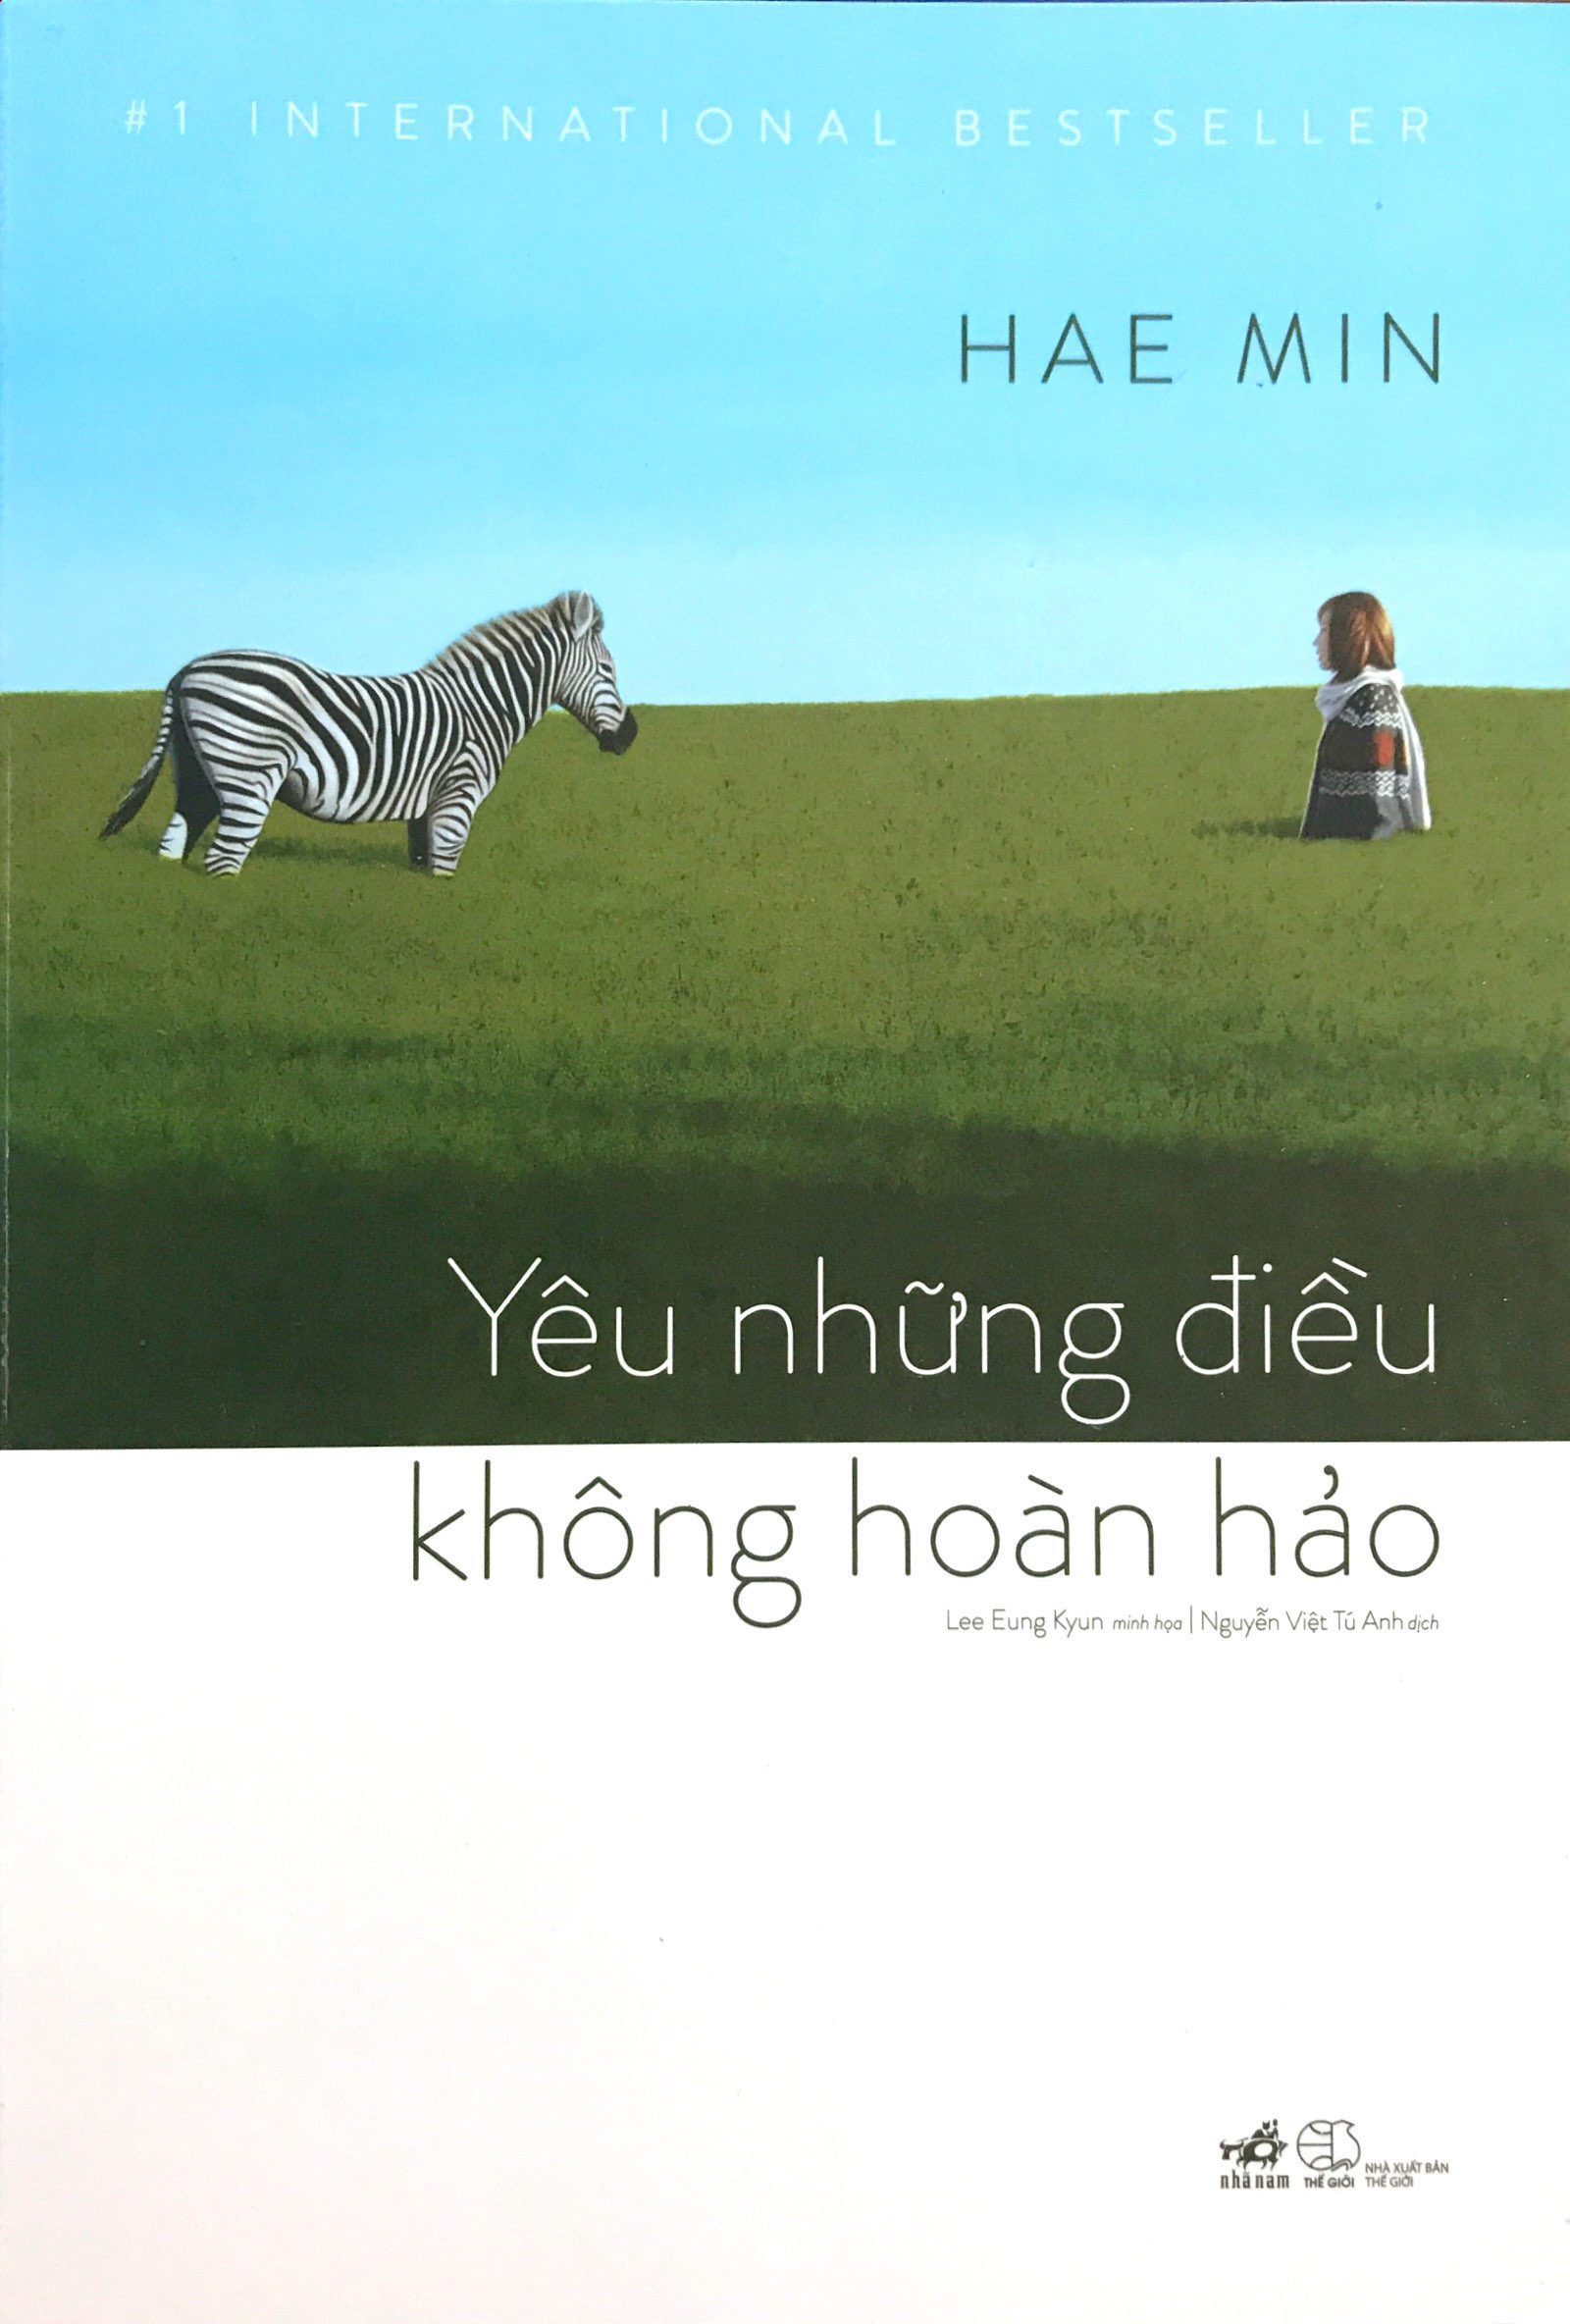 #1 INTERNATIONAL BESTSELLER
HAE MIN
Yêu những điều
không hoàn hảo
Lee Eung Kyun minh họa | Nguyễn Việt Tú Anh dịch
nhã nam
THẾ GIỚI
NHÀ XUẤT BẢN
THẾ GIỚI